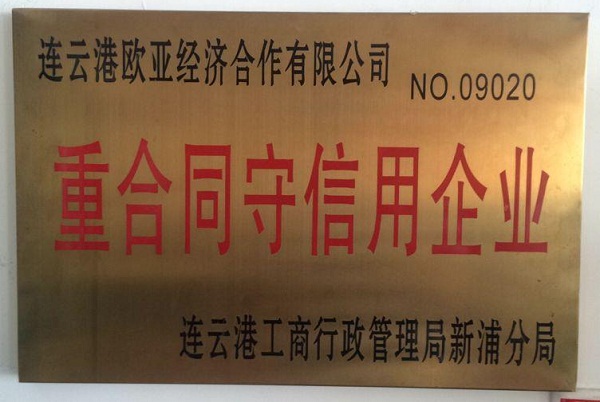 连云港欧亚经济合作有限公司 NO.09020
重合同守信用企业
连云港工商行政管理局新浦分局